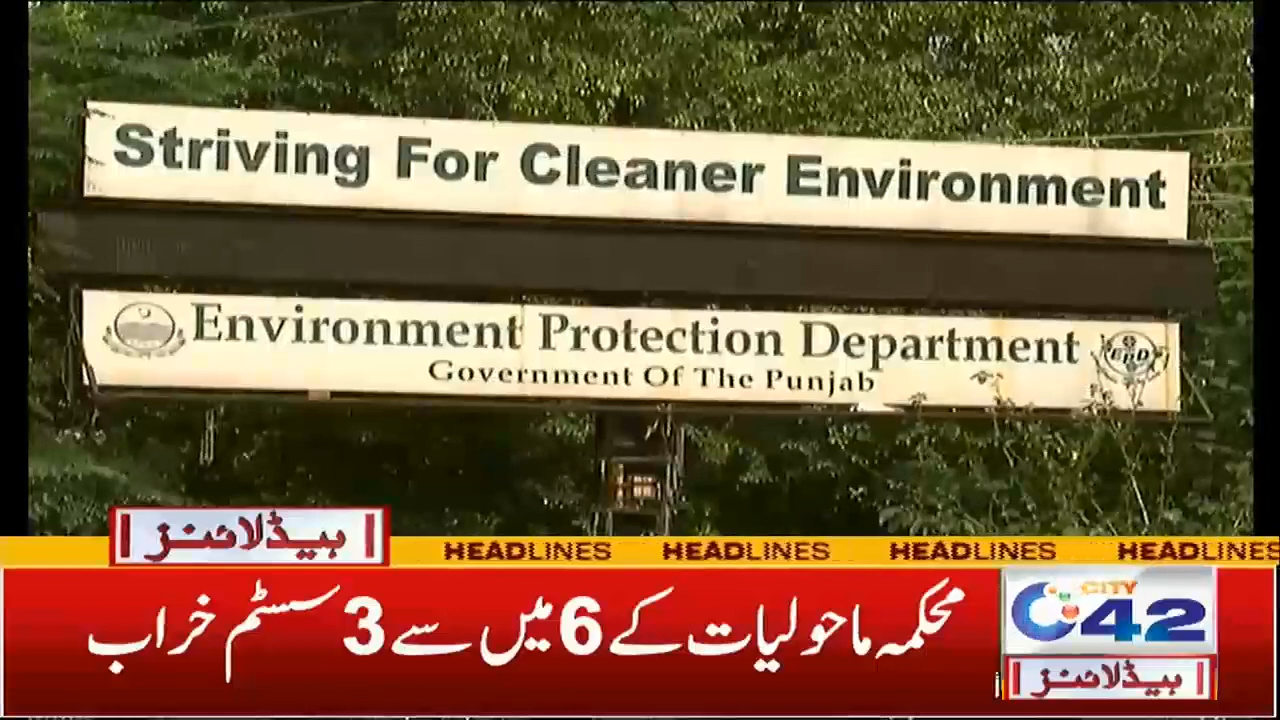 Striving For Cleaner Environment
Environment Protection Department
EPD
Government Of The Punjab
ہیڈلائنز
HEADLINES HEADLINES HEADLINES HEADLINES
محکمہ ماحولیات کے 6 میں سے 3 سسٹم خراب
CITY
42
ہیڈلائنز